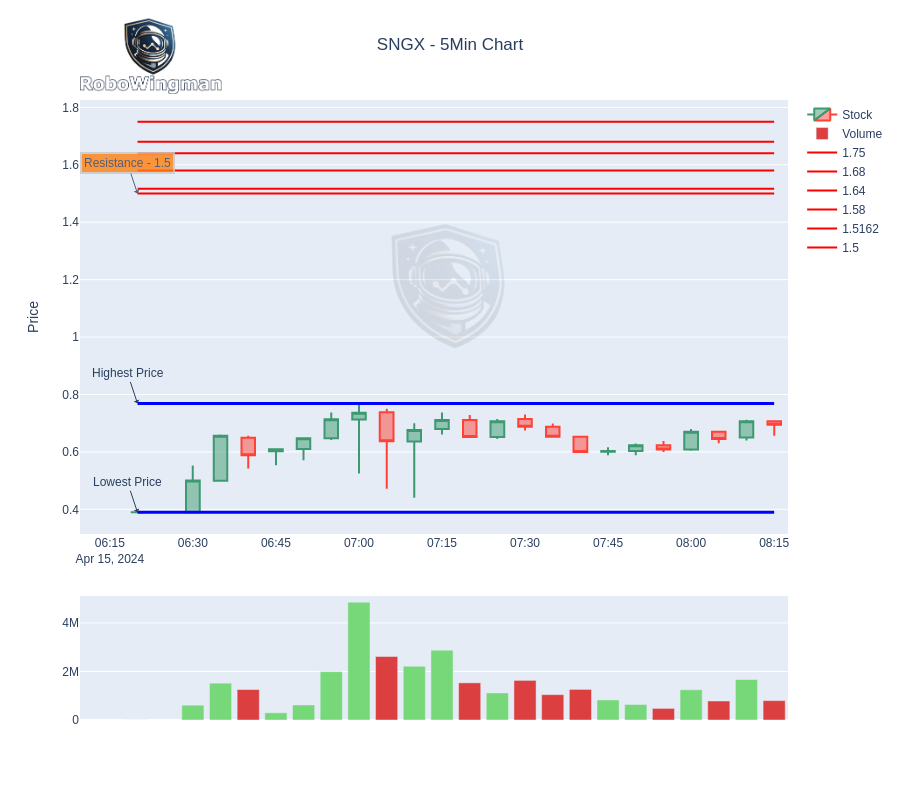 SNGX - 5Min Chart
RoboWingman
Stock
Volume
1.75
1.68
1.64
1.58
1.5162
1.5
Price
1.8
1.6
1.4
1.2
1
0.8
0.6
0.4
Resistance - 1.5
Highest Price
Lowest Price
06:15 06:30 06:45 07:00 07:15 07:30 07:45 08:00 08:15
Apr 15, 2024
4M
2M
0